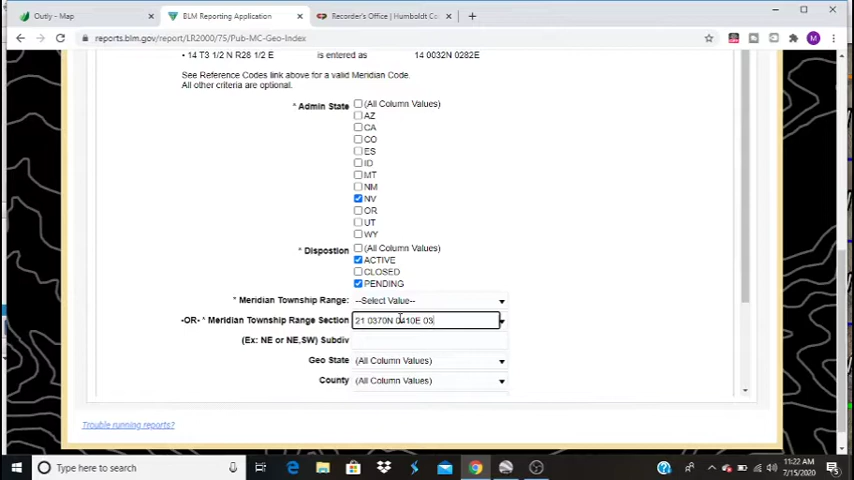 Outly - Map
BLM Reporting Application
Recorder's Office | Humboldt Co
reports.blm.gov/report/LR2000/75/Pub-MC-Geo-Index
• 14 T3 1/2 N R28 1/2 E is entered as 14 0032N 0282E
See Reference Codes link above for a valid Meridian Code.
All other criteria are optional.
* Admin State (All Column Values)
AZ
CA
CO
ES
ID
MT
NM
NV
OR
UT
WY
* Dispostion (All Column Values)
ACTIVE
CLOSED
PENDING
* Meridian Township Range: --Select Value--
-OR- * Meridian Township Range Section 21 0370N 0410E 03
(Ex: NE or NE,SW) Subdiv
Geo State (All Column Values)
County (All Column Values)
Trouble running reports?
Type here to search
11:22 AM
7/15/2020